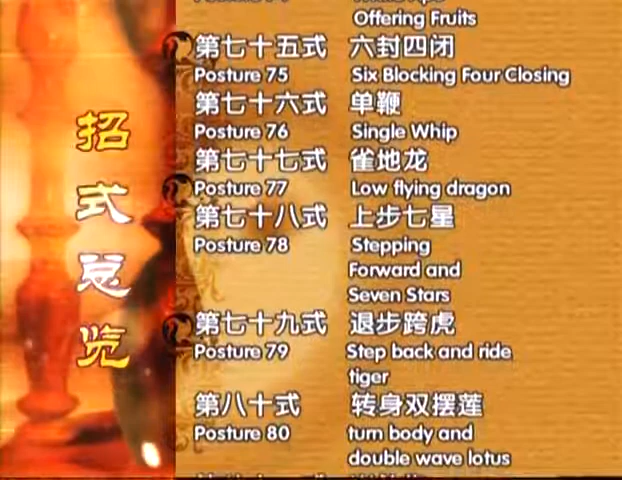 Offering Fruits
第七十五式 六封四闭
Posture 75 Six Blocking Four Closing
第七十六式 单鞭
Posture 76 Single Whip
第七十七式 雀地龙
Posture 77 Low flying dragon
第七十八式 上步七星
Posture 78 Stepping
Forward and
Seven Stars
第七十九式 退步跨虎
Posture 79 Step back and ride
tiger
第八十式 转身双摆莲
Posture 80 turn body and
double wave lotus
招式总览